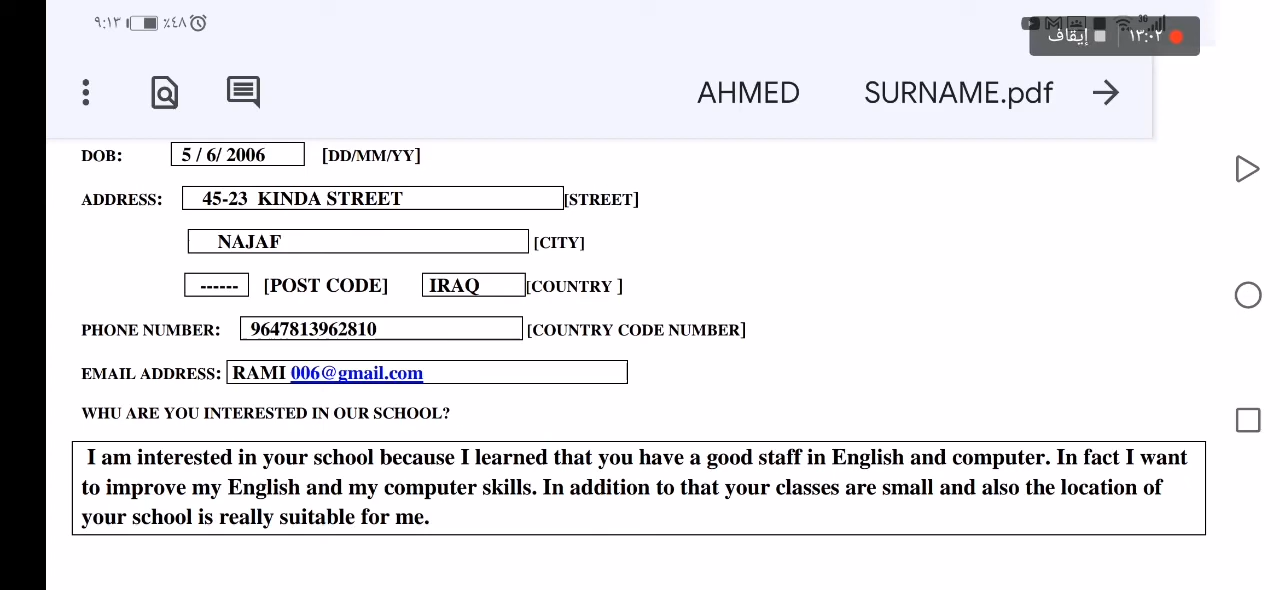 ٩:١٣ ٪٤٨ 3G
إيقاف ١٣:٠٢
AHMED SURNAME.pdf
DOB: 5 / 6/ 2006 [DD/MM/YY]
ADDRESS: 45-23 KINDA STREET [STREET]
NAJAF [CITY]
------ [POST CODE] IRAQ [COUNTRY ]
PHONE NUMBER: 9647813962810 [COUNTRY CODE NUMBER]
EMAIL ADDRESS: RAMI 006@gmail.com
WHU ARE YOU INTERESTED IN OUR SCHOOL?
I am interested in your school because I learned that you have a good staff in English and computer. In fact I want
to improve my English and my computer skills. In addition to that your classes are small and also the location of
your school is really suitable for me.